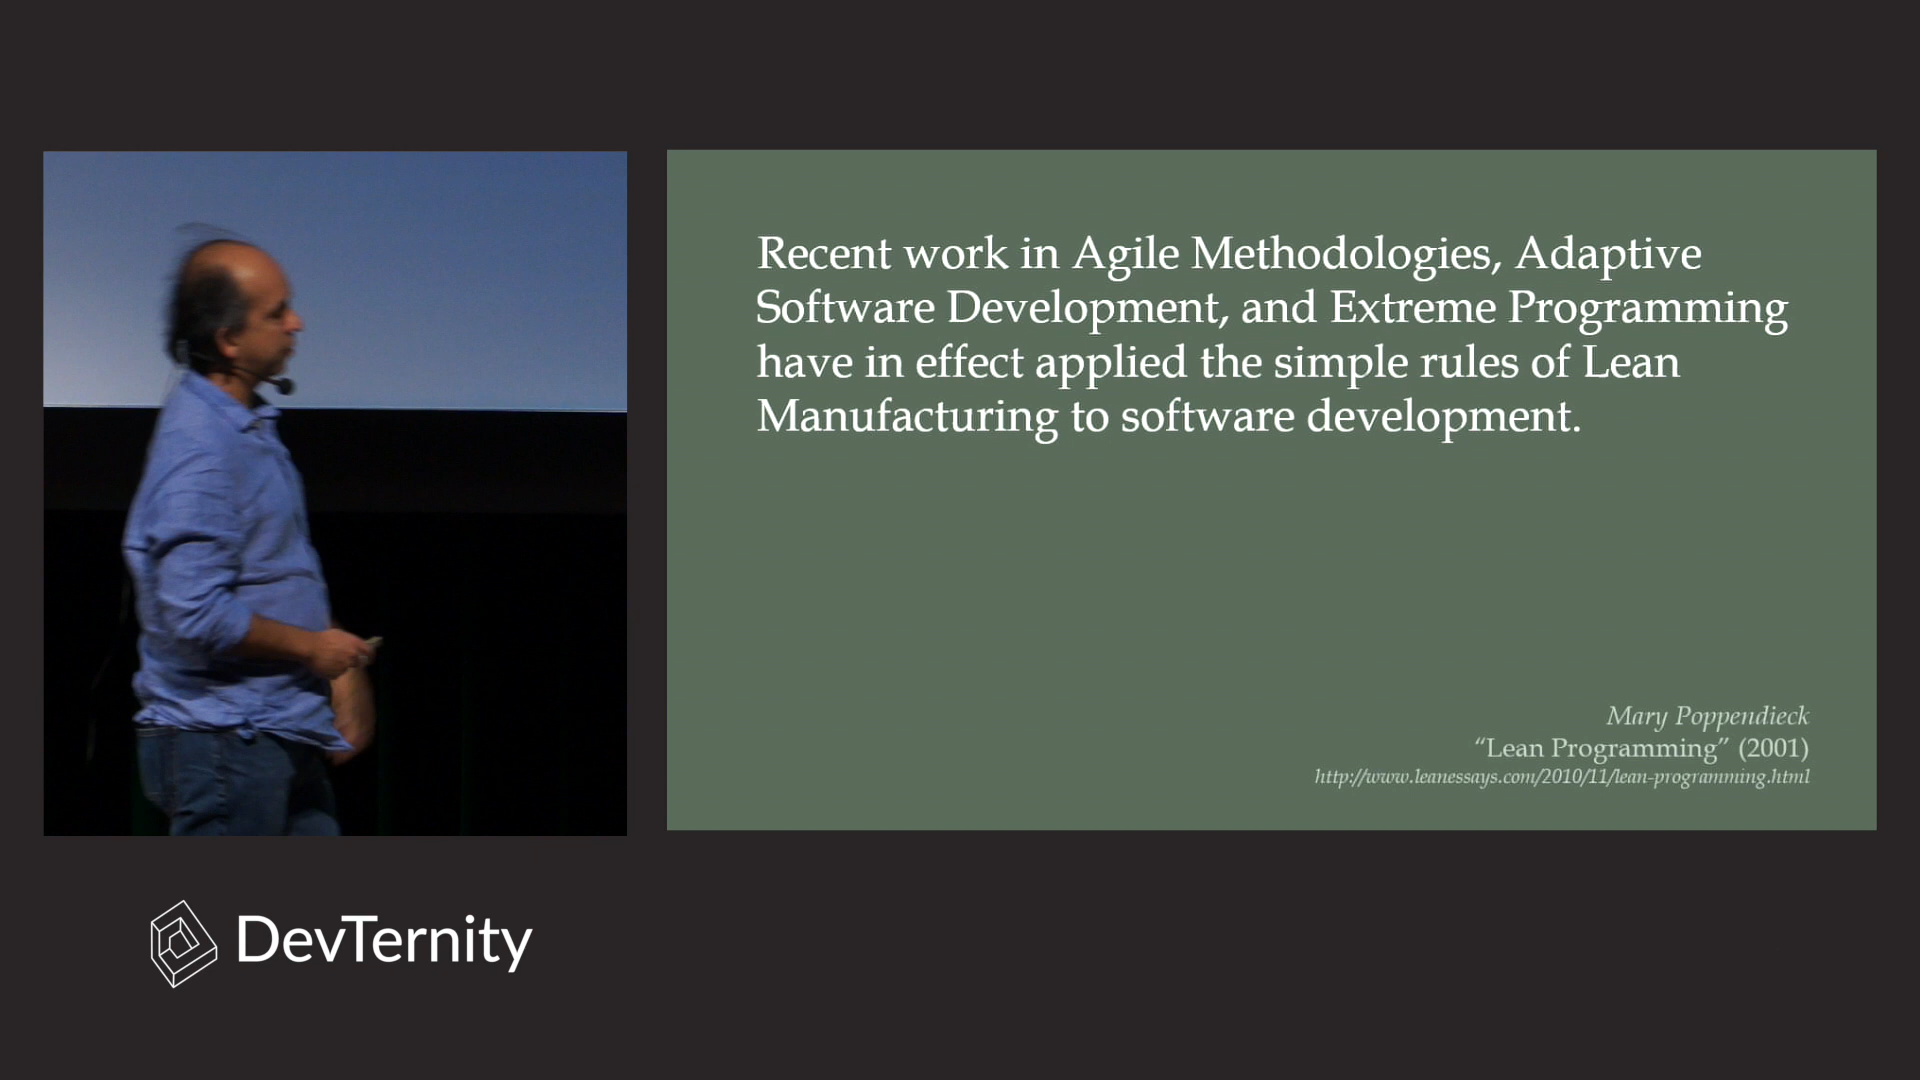 Recent work in Agile Methodologies, Adaptive
Software Development, and Extreme Programming
have in effect applied the simple rules of Lean
Manufacturing to software development.
Mary Poppendieck
“Lean Programming” (2001)
http://www.leanessays.com/2010/11/lean-programming.html
DevTernity